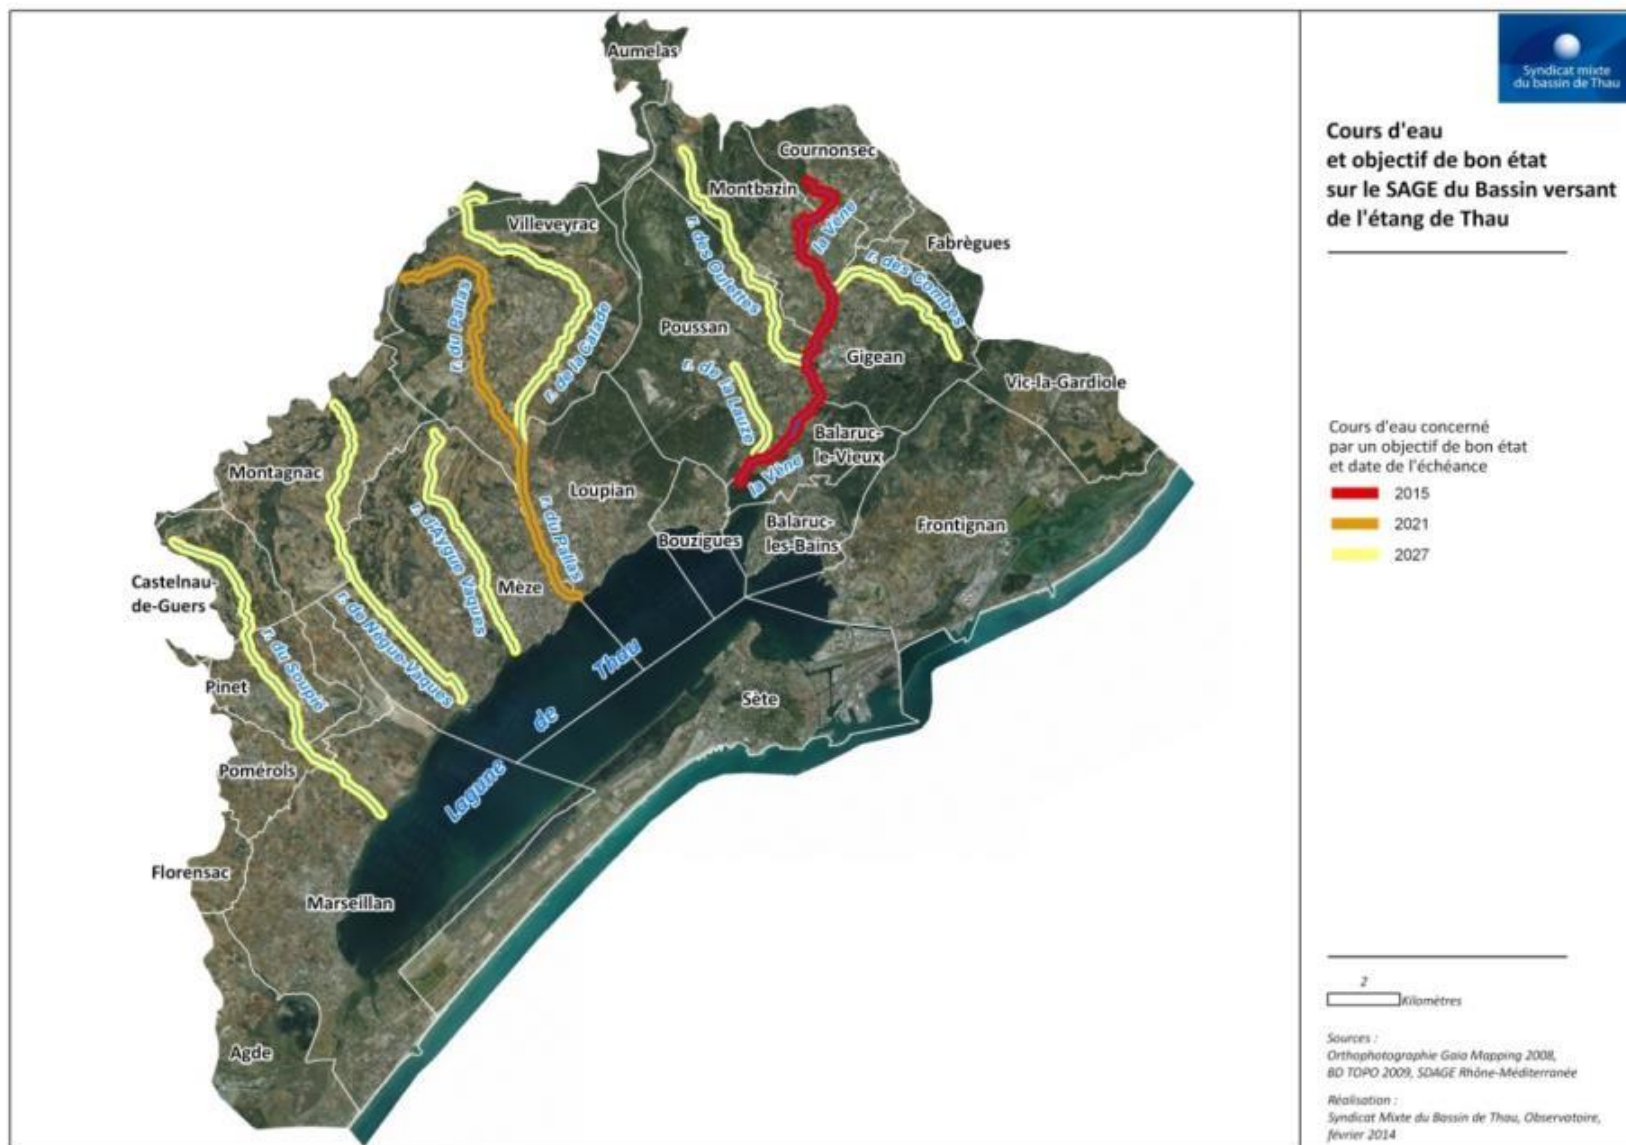 Syndicat mixte
du bassin de Thau
Cours d'eau
et objectif de bon état
sur le SAGE du Bassin versant
de l'étang de Thau
Cours d'eau concerné
par un objectif de bon état
et date de l'échéance
2015
2021
2027
2
Kilomètres
Sources :
Orthophotographie Gaia Mapping 2008,
BD TOPO 2009, SDAGE Rhône-Méditerranée
Réalisation :
Syndicat Mixte du Bassin de Thau, Observatoire,
février 2014
Aumelas
Cournonsec
Montbazin
la Vène
Villeveyrac
r. des Oulettes
Fabrègues
r. des Combes
r. du Pallas
r. de la Calade
Poussan
Gigean
r. de la Lauze
Vic-la-Gardiole
Balaruc-
le-Vieux
la Vène
Montagnac
Loupian
r. d'Aygue Vaques
r. du Pallas
Bouzigues
Balaruc-
les-Bains
Frontignan
Castelnau-
de-Guers
Mèze
r. de Nègue-Vaques
r. du Soupié
Pinet
Lagune de Thau
Sète
Pomérols
Florensac
Marseillan
Agde